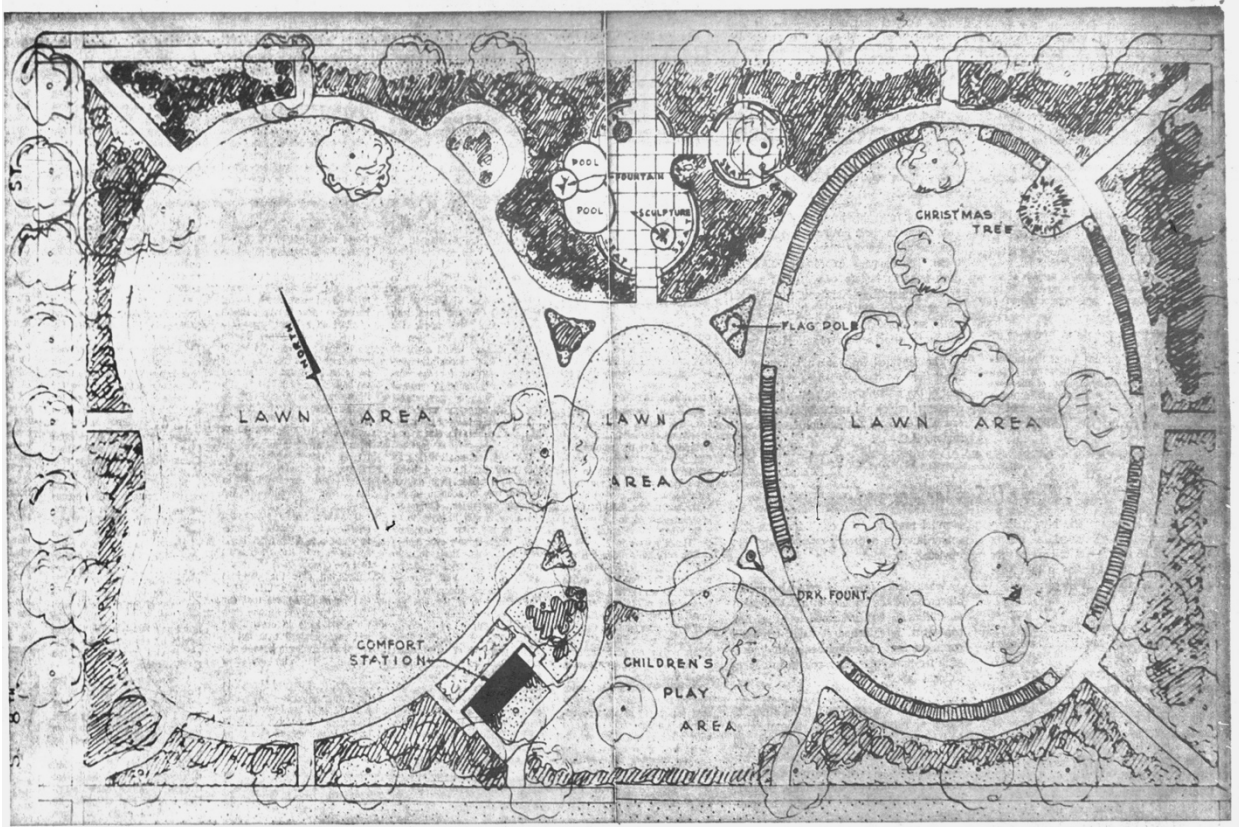 ST.
POOL
FOUNTAIN
POOL
SCULPTURE
CHRISTMAS
TREE
FLAG POLE
NORTH
LAWN AREA
LAWN
AREA
LAWN AREA
DRK. FOUNT.
COMFORT
STATION
CHILDREN'S
PLAY
AREA